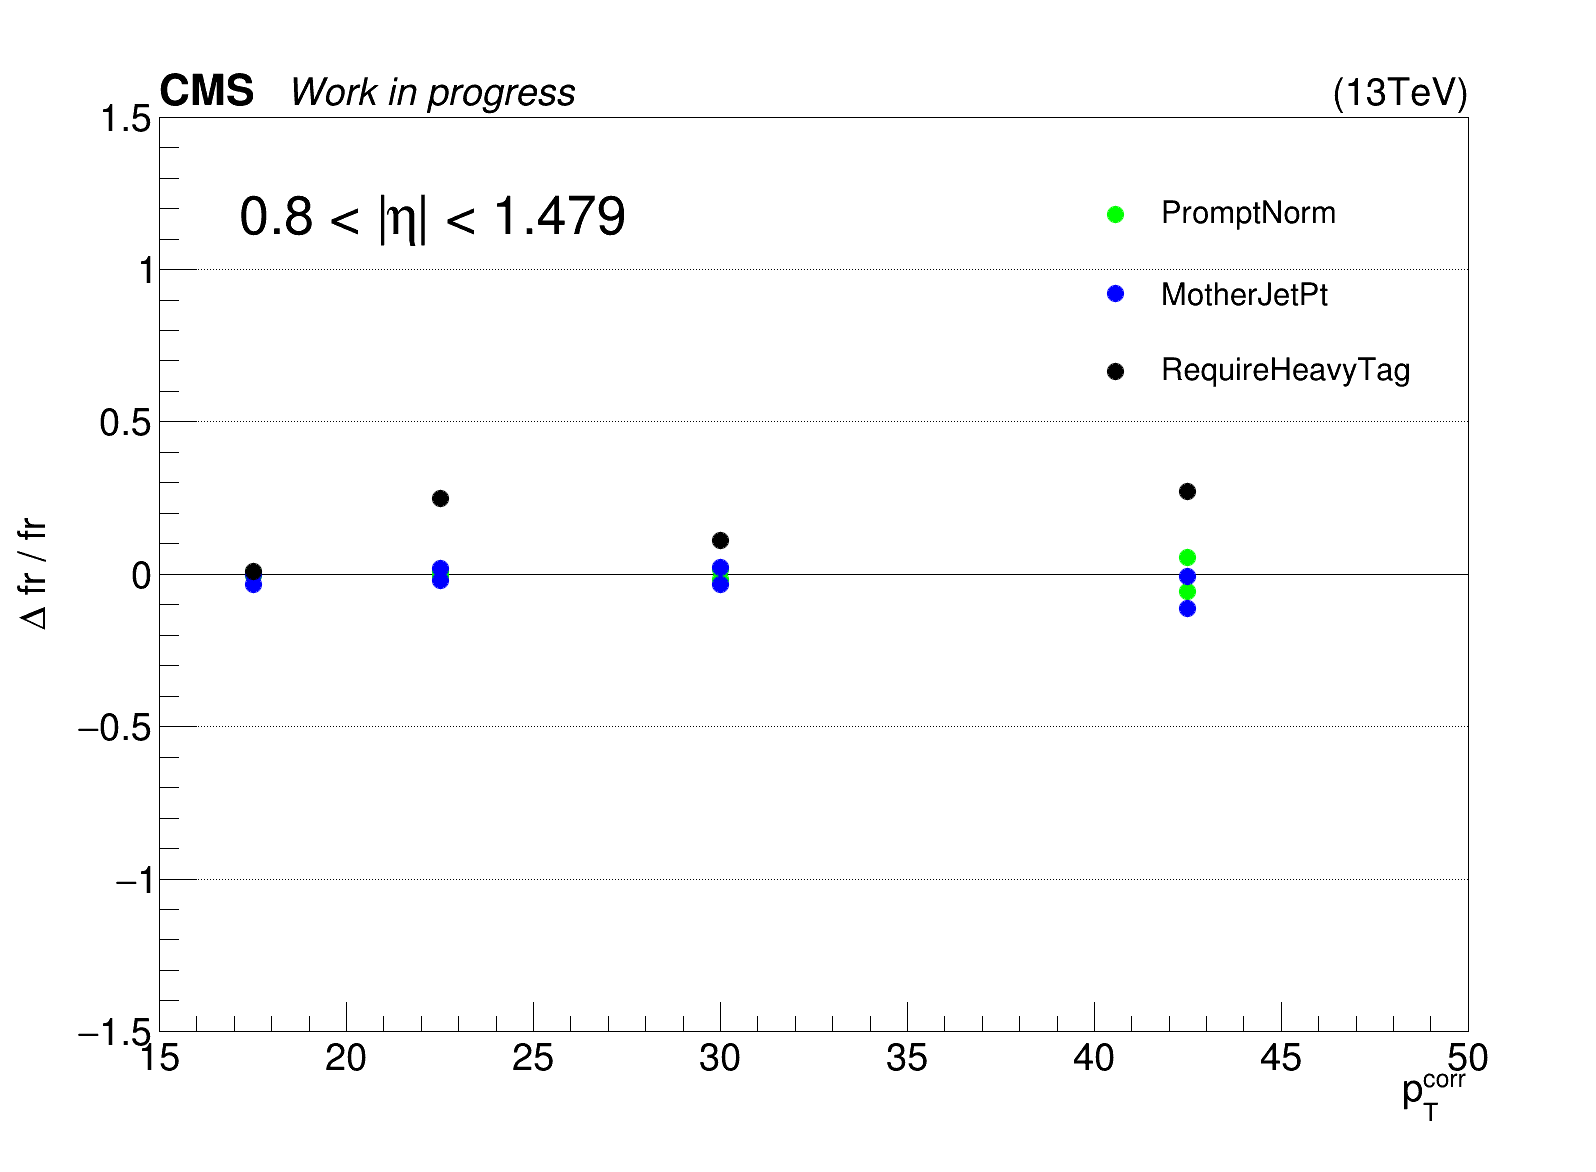 CMS Work in progress (13TeV)
1.5
0.8 < |η| < 1.479
PromptNorm
1
MotherJetPt
RequireHeavyTag
0.5
Δ fr / fr
0
−0.5
−1
−1.5
15 20 25 30 35 40 45 50
p_T^corr